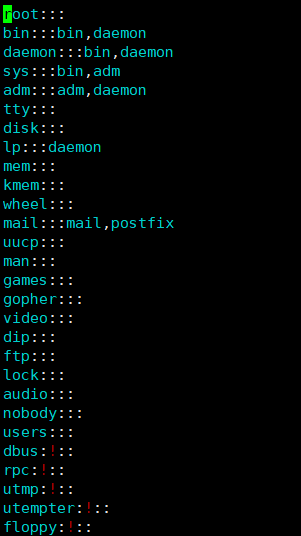 root:::
bin:::bin,daemon
daemon:::bin,daemon
sys:::bin,adm
adm:::adm,daemon
tty:::
disk:::
lp:::daemon
mem:::
kmem:::
wheel:::
mail:::mail,postfix
uucp:::
man:::
games:::
gopher:::
video:::
dip:::
ftp:::
lock:::
audio:::
nobody:::
users:::
dbus:!::
rpc:!::
utmp:!::
utempter:!::
floppy:!::